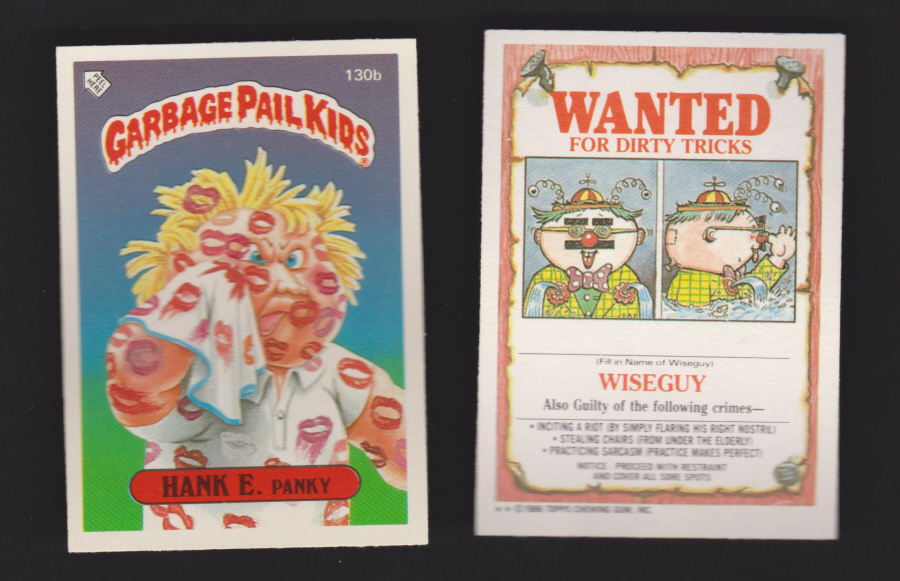 PEEL HERE
130b
GARBAGE PAIL KIDS ®
HANK E. PANKY
WANTED
FOR DIRTY TRICKS
(Fill in Name of Wiseguy)
WISEGUY
Also Guilty of the following crimes—
• INCITING A RIOT (BY SIMPLY FLARING HIS RIGHT NOSTRIL)
• STEALING CHAIRS (FROM UNDER THE ELDERLY)
• PRACTICING SARCASM (PRACTICE MAKES PERFECT)
NOTICE - PROCEED WITH RESTRAINT
AND COVER ALL SORE SPOTS
** ©1986 TOPPS CHEWING GUM, INC.